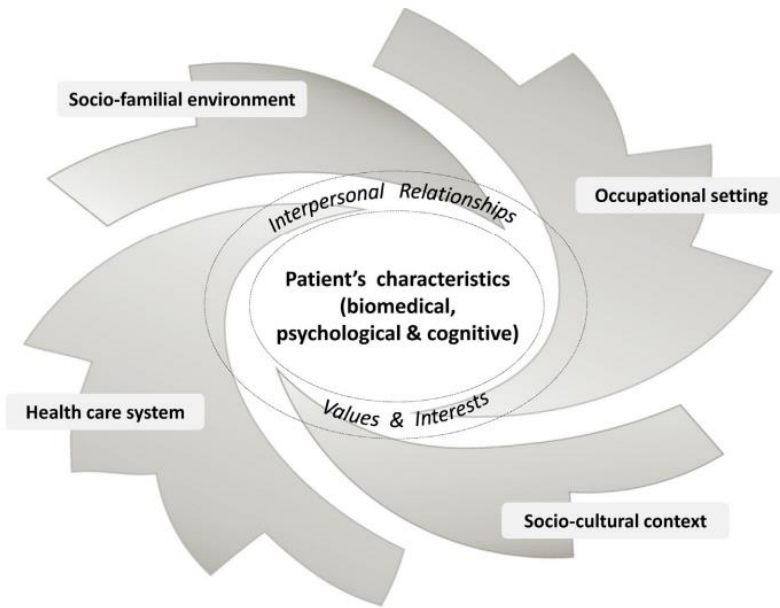 Socio-familial environment
Occupational setting
Interpersonal Relationships
Patient's characteristics
(biomedical,
psychological & cognitive)
Values & Interests
Health care system
Socio-cultural context